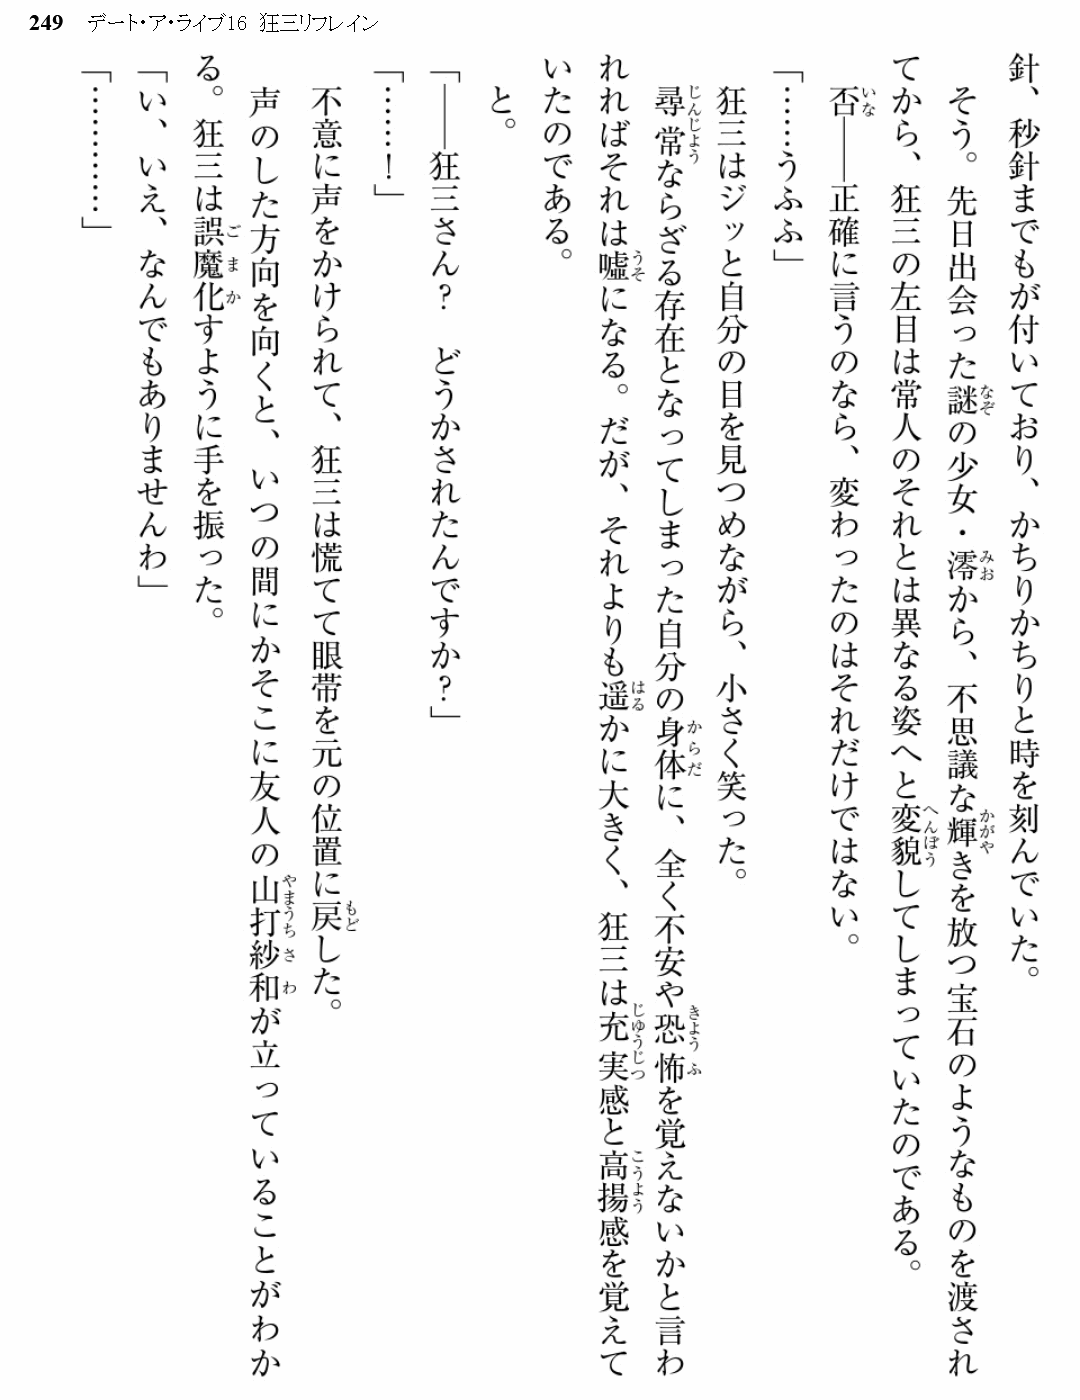 249 デート・ア・ライブ16 狂三リフレイン
針、秒針までもが付いており、かちりかちりと時を刻んでいた。
そう。先日出会った謎の少女・澪から、不思議な輝きを放つ宝石のようなものを渡され
てから、狂三の左目は常人のそれとは異なる姿へと変貌してしまっていたのである。
否――正確に言うのなら、変わったのはそれだけではない。
「……うふふ」
狂三はジッと自分の目を見つめながら、小さく笑った。
尋常ならざる存在となってしまった自分の身体に、全く不安や恐怖を覚えないかと言わ
れればそれは嘘になる。だが、それよりも遥かに大きく、狂三は充実感と高揚感を覚えて
いたのである。
と。
「――狂三さん？　どうかされたんですか？」
「……！」
不意に声をかけられて、狂三は慌てて眼帯を元の位置に戻した。
声のした方向を向くと、いつの間にかそこに友人の山打紗和が立っていることがわか
る。狂三は誤魔化すように手を振った。
「い、いえ、なんでもありませんわ」
「…………」